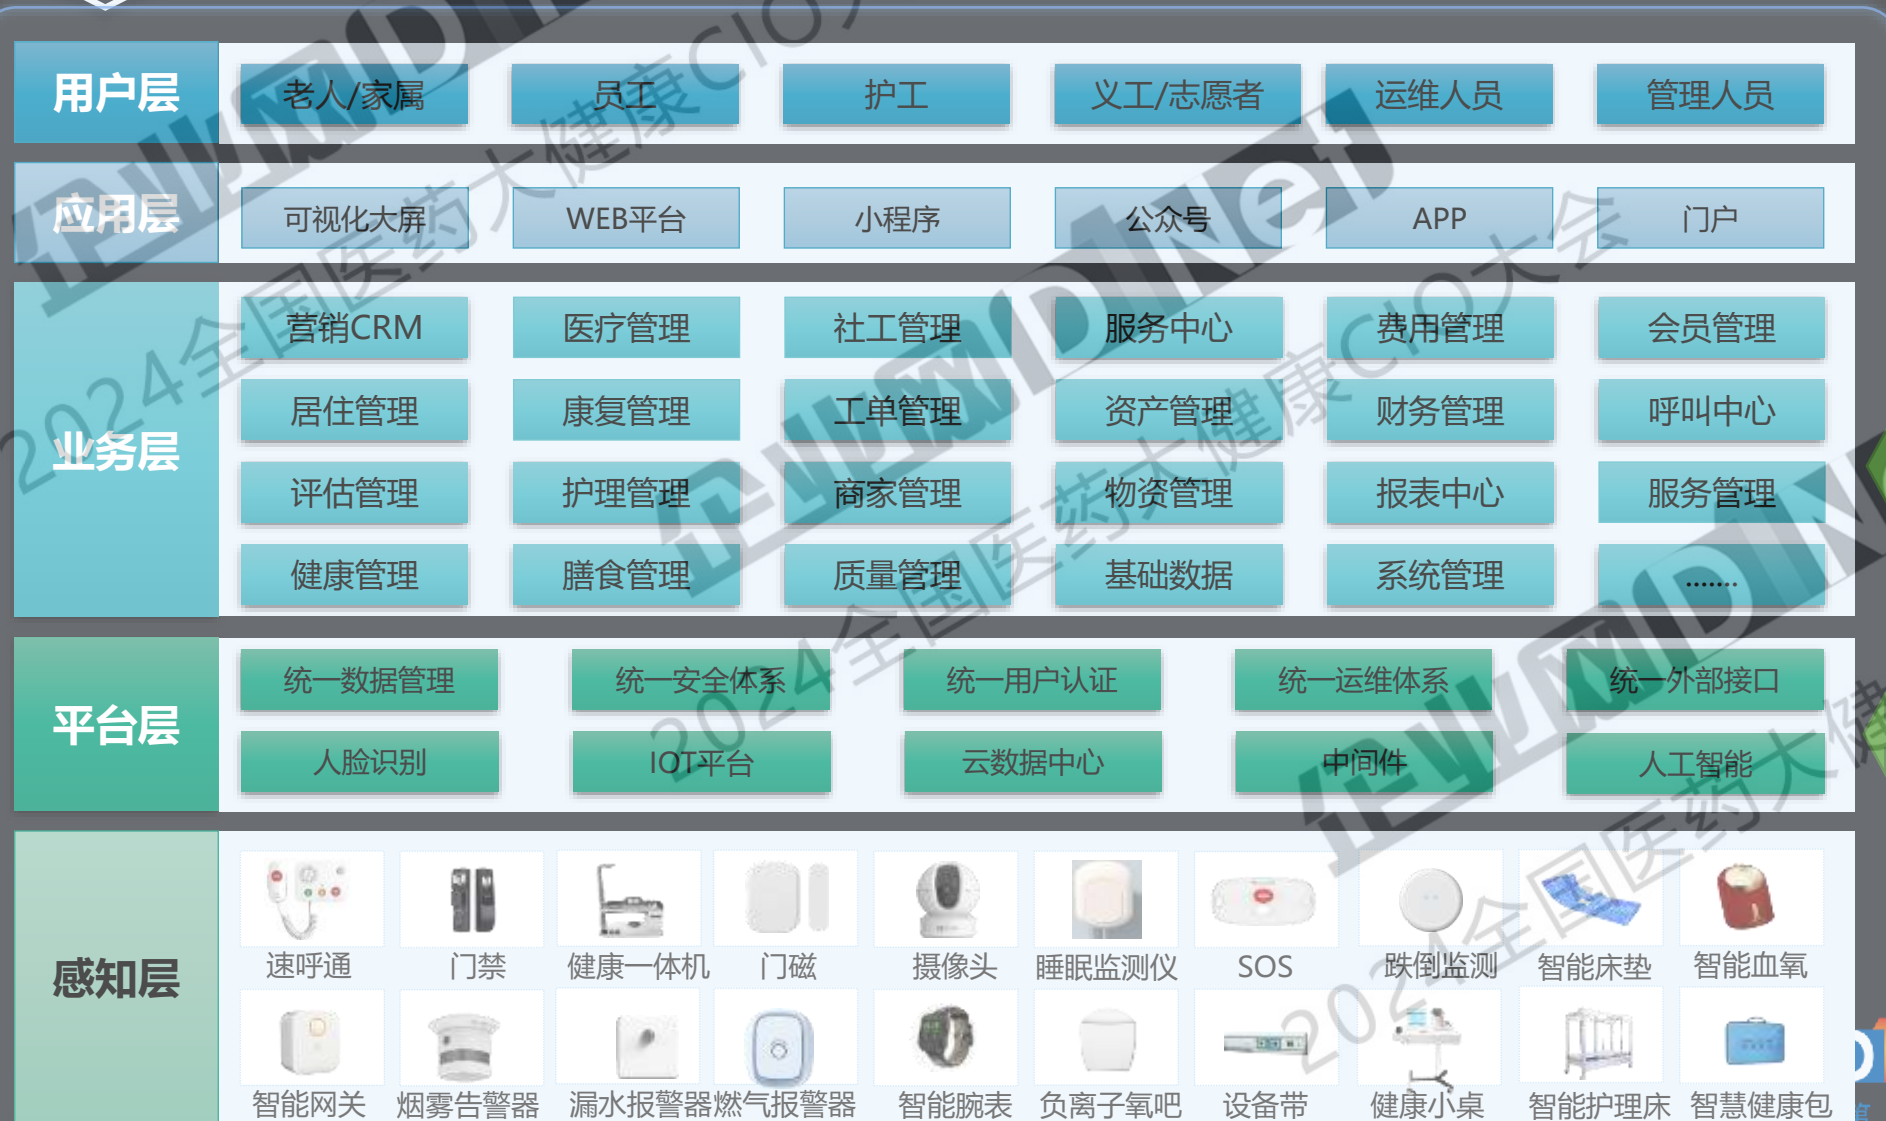 用户层
老人/家属 员工 护工 义工/志愿者 运维人员 管理人员
应用层
可视化大屏 WEB平台 小程序 公众号 APP 门户
业务层
营销CRM 医疗管理 社工管理 服务中心 费用管理 会员管理
居住管理 康复管理 工单管理 资产管理 财务管理 呼叫中心
评估管理 护理管理 商家管理 物资管理 报表中心 服务管理
健康管理 膳食管理 质量管理 基础数据 系统管理 .......
平台层
统一数据管理 统一安全体系 统一用户认证 统一运维体系 统一外部接口
人脸识别 IOT平台 云数据中心 中间件 人工智能
感知层
速呼通 门禁 健康一体机 门磁 摄像头 睡眠监测仪 SOS 跌倒监测 智能床垫 智能血氧
智能网关 烟雾告警器 漏水报警器 燃气报警器 智能腕表 负离子氧吧 设备带 健康小桌 智能护理床 智慧健康包
2024全国医药大健康CIO大会
2024全国医药大健康CIO大会
2024全国医药大健